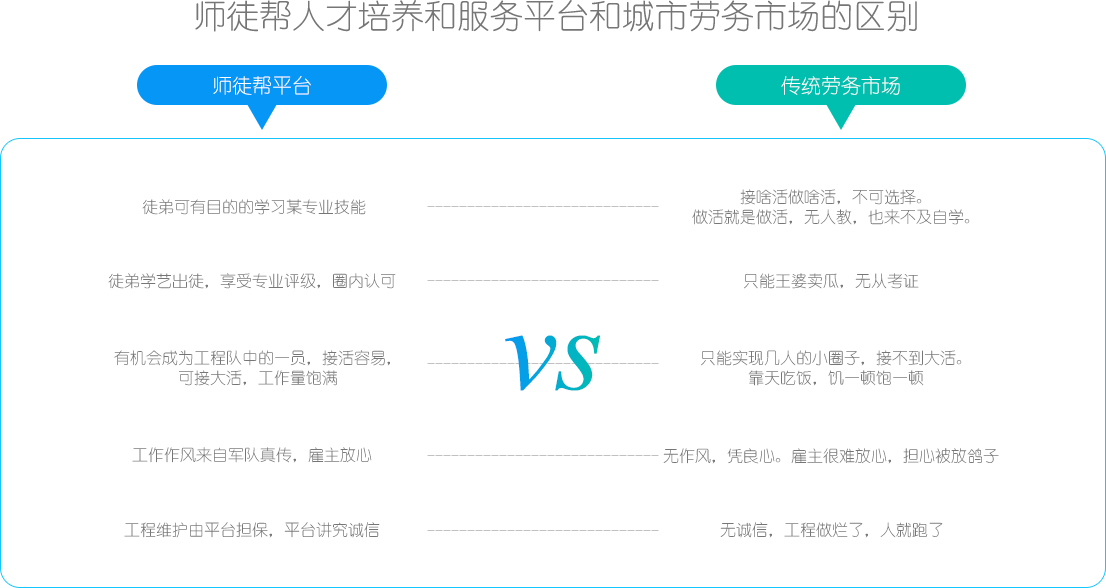 师徒帮人才培养和服务平台和城市劳务市场的区别
师徒帮平台
传统劳务市场
徒弟可有目的的学习某专业技能
接啥活做啥活，不可选择。
做活就是做活，无人教，也来不及自学。
徒弟学艺出徒，享受专业评级，圈内认可
只能王婆卖瓜，无从考证
有机会成为工程队中的一员，接活容易，
可接大活，工作量饱满
vs
只能实现几人的小圈子，接不到大活。
靠天吃饭，饥一顿饱一顿
工作作风来自军队真传，雇主放心
无作风，凭良心。雇主很难放心，担心被放鸽子
工程维护由平台担保，平台讲究诚信
无诚信，工程做烂了，人就跑了